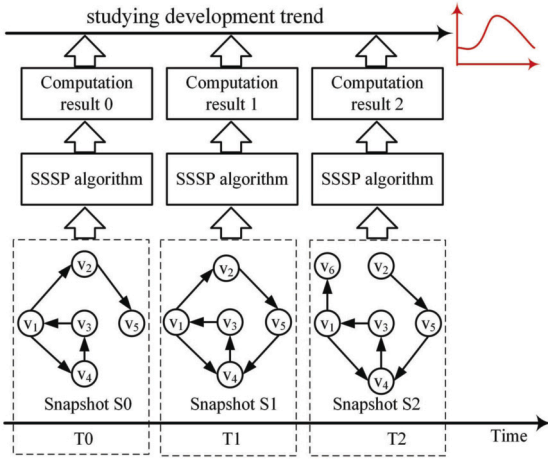 studying development trend
Computation result 0
Computation result 1
Computation result 2
SSSP algorithm
SSSP algorithm
SSSP algorithm
v2
v1
v3
v5
v4
Snapshot S0
v2
v1
v3
v5
v4
Snapshot S1
v6
v2
v1
v3
v5
v4
Snapshot S2
T0
T1
T2
Time